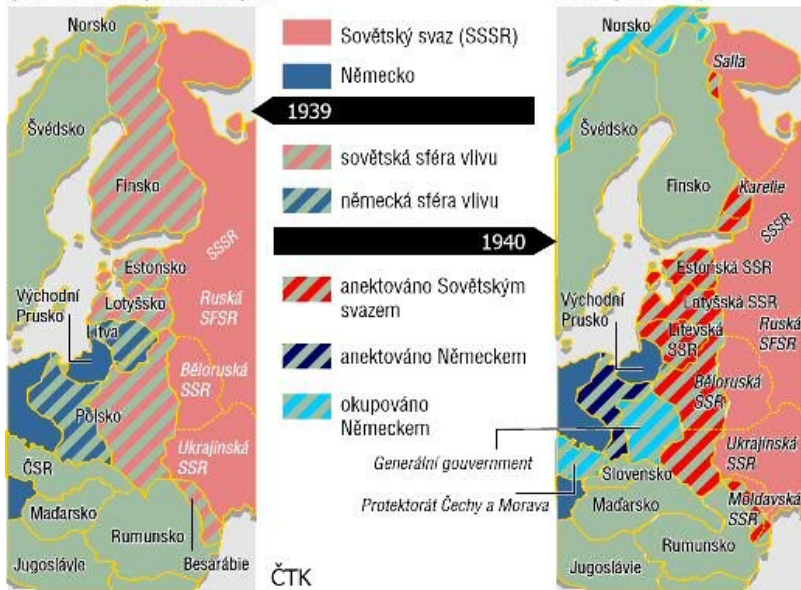 Norsko
Švédsko
Finsko
SSSR
Estonsko
Lotyšsko
Východní
Prusko
Litva
Ruská
SFSR
Běloruská
SSR
Polsko
Ukrajinská
SSR
ČSR
Maďarsko
Rumunsko
Jugoslávie
Besarábie
Sovětský svaz (SSSR)
Německo
1939
sovětská sféra vlivu
německá sféra vlivu
1940
anektováno Sovětským
svazem
anektováno Německem
okupováno
Německem
Generální gouvernment
Protektorát Čechy a Morava
ČTK
Norsko
Salla
Švédsko
Finsko
Karelie
SSSR
Estonská SSR
Východní
Prusko
Lotyšská SSR
Litevská
SSR
Ruská
SFSR
Běloruská
SSR
Ukrajinská
SSR
Slovensko
Maďarsko
Moldavská
SSR
Rumunsko
Jugoslávie